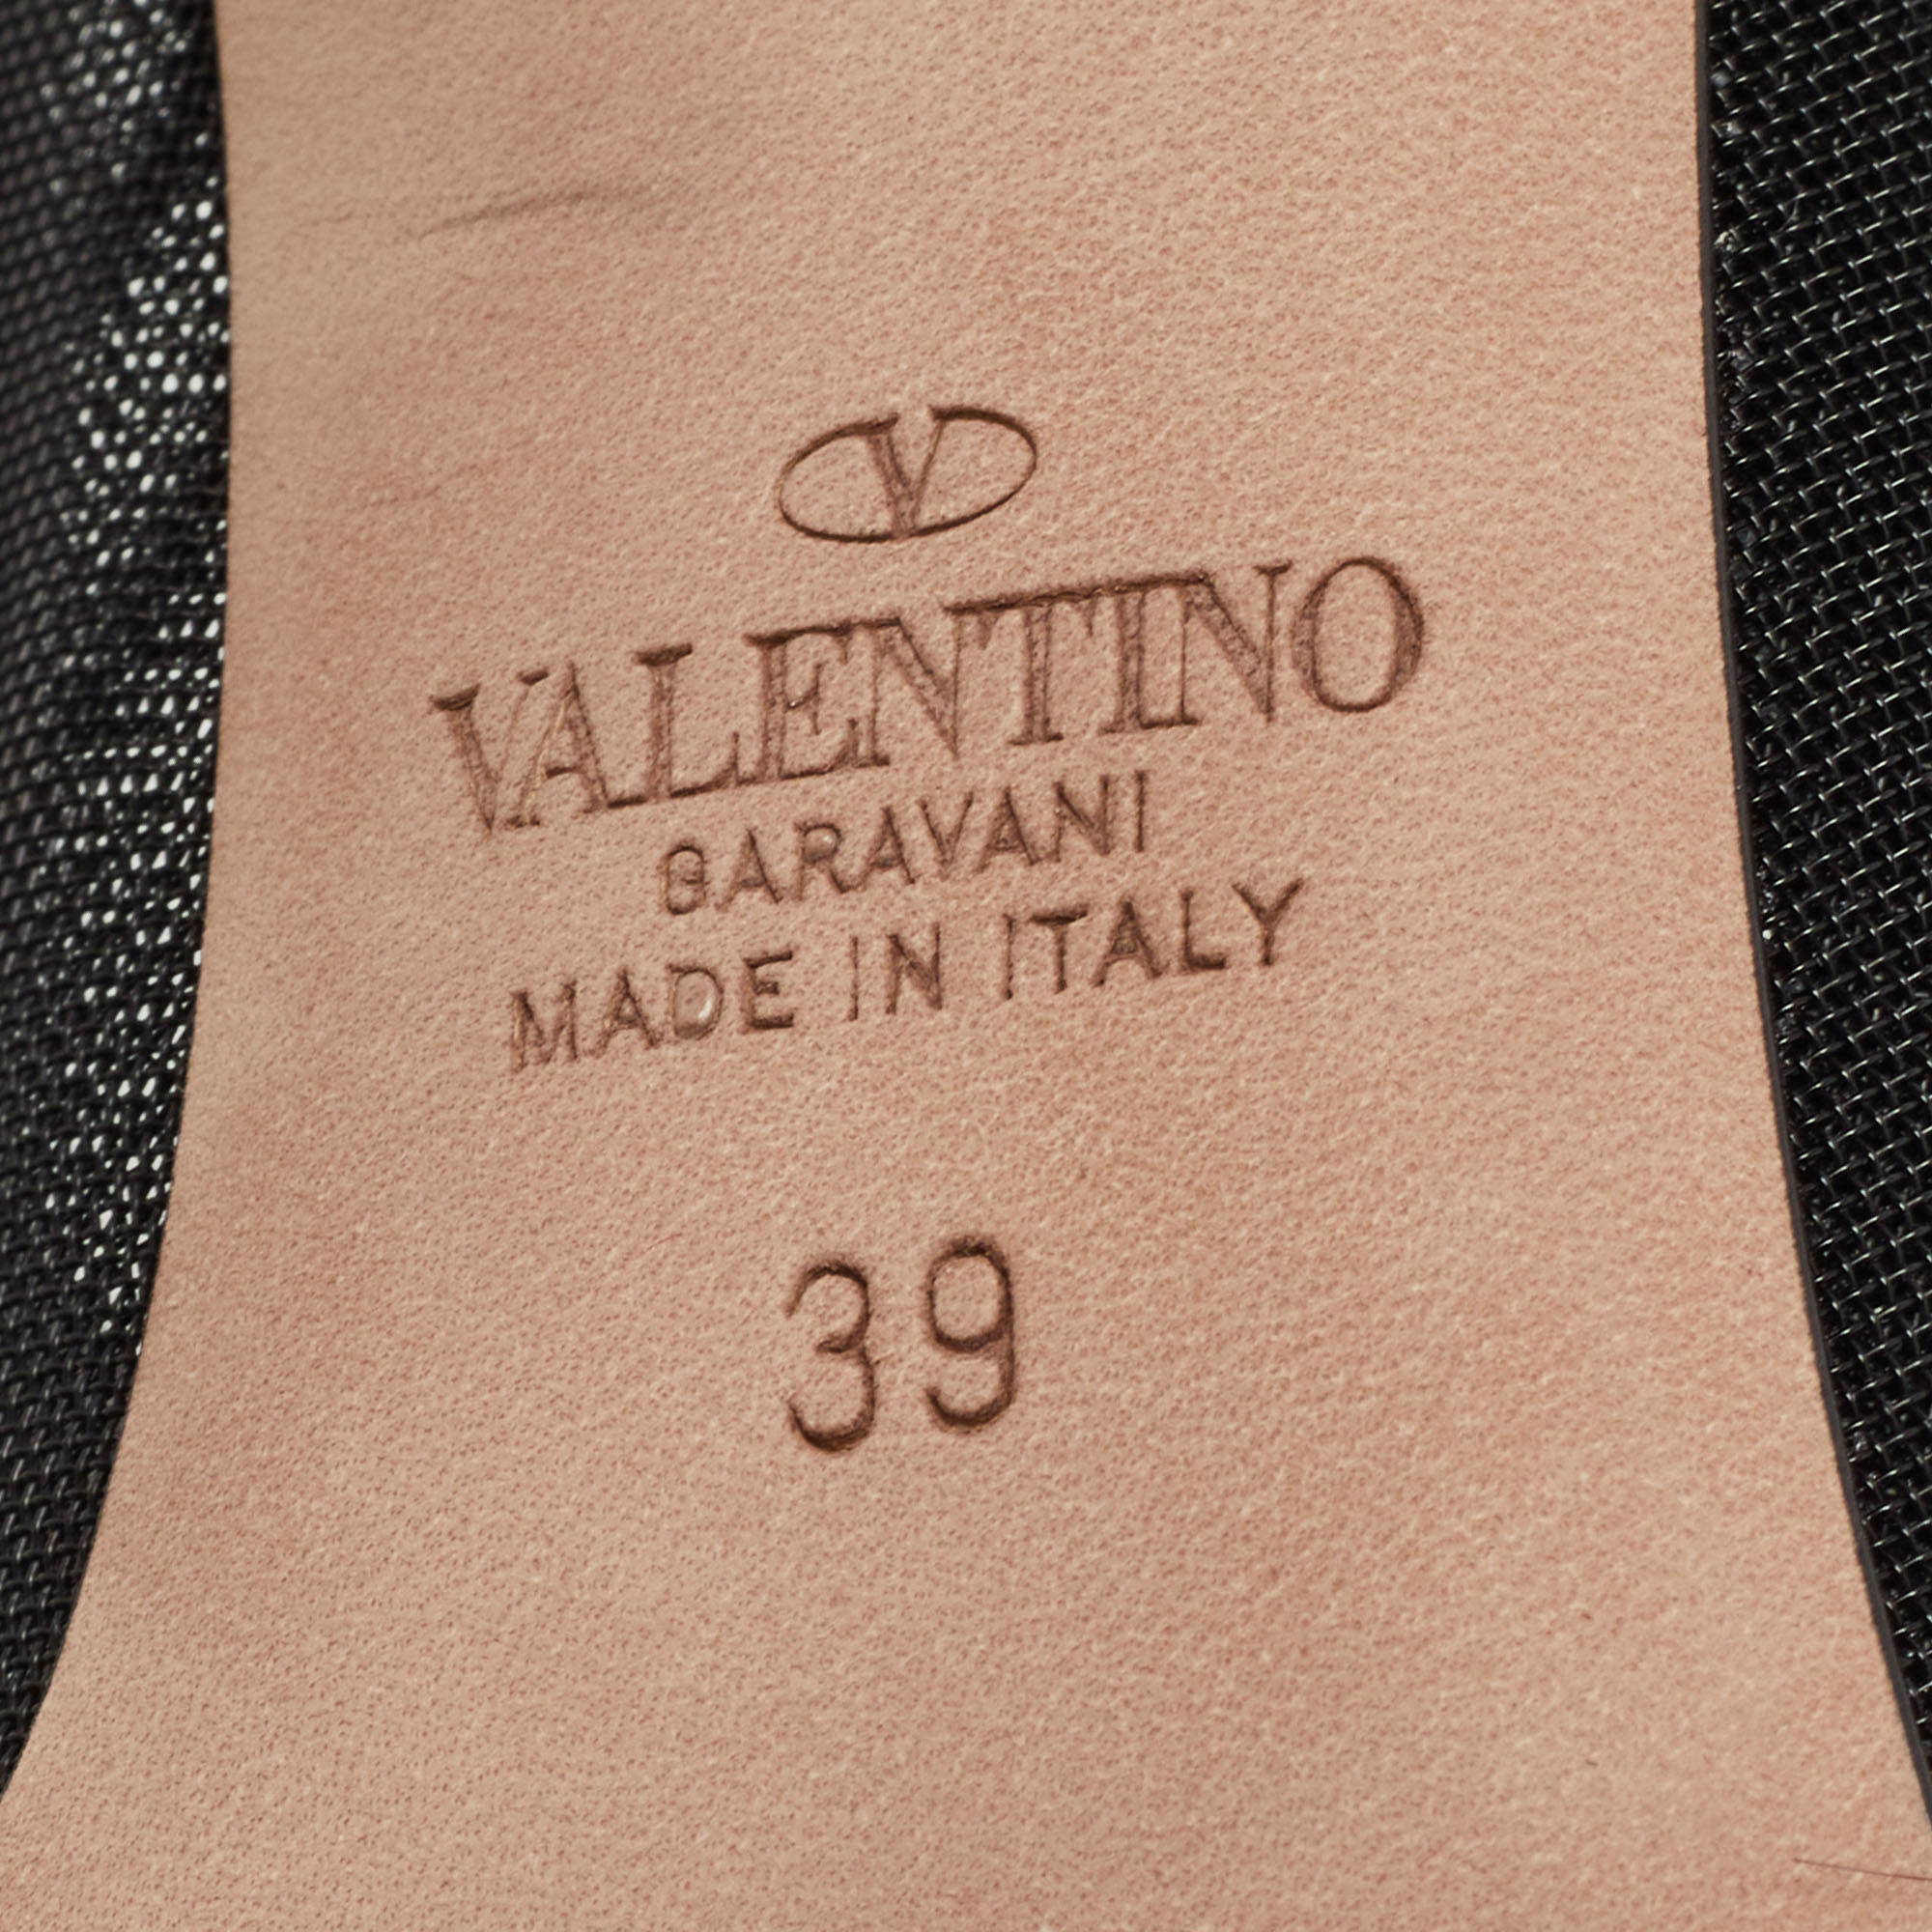 V
VALENTINO
GARAVANI
MADE IN ITALY
39